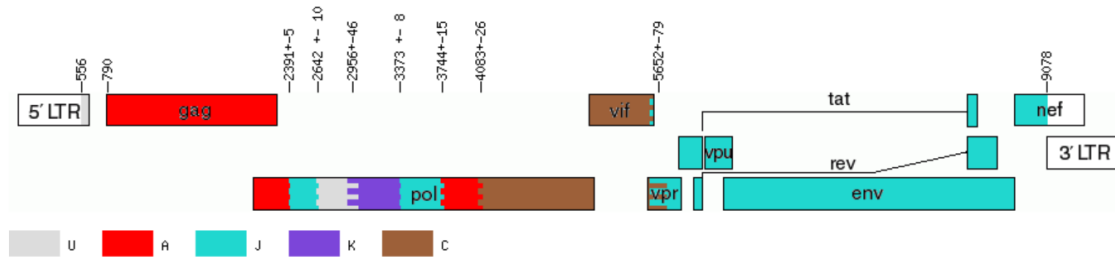 556
790
2391+-5
2642 +- 10
2956+-46
3373 +- 8
3744+-15
4083+-26
5652+-79
9078
5′ LTR
gag
vif
tat
nef
vpu
rev
3′ LTR
pol
vpr
env
U A J K C